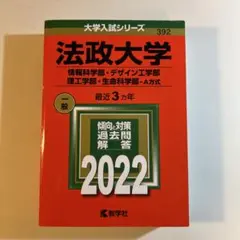 大学入試シリーズ
392
法政大学
情報科学部・デザイン工学部
理工学部・生命科学部-A方式
一般
最近3カ年
傾向と対策
過去問
解答
2022
教学社